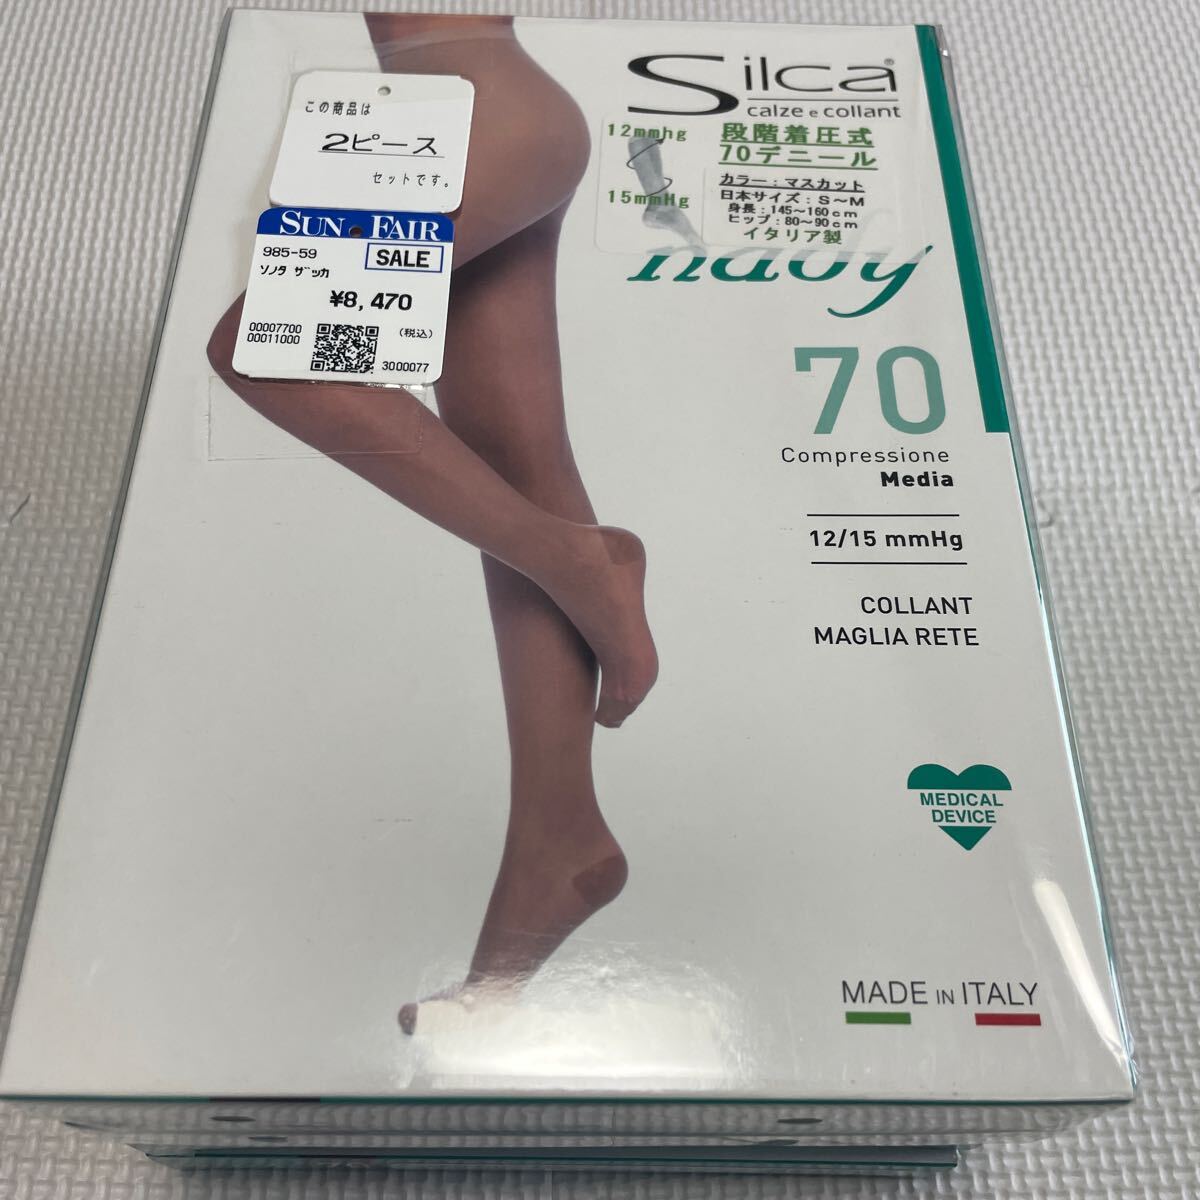 Silca®
calze e collant
この商品は
2ピース
セットです。
SUN FAIR
985-59
SALE
ソノタ ザッカ
¥8,470
00007700
00011000
(税込)
3000077
12mmhg
15mmHg
段階着圧式
70デニール
カラー:マスカット
日本サイズ:S～M
身長:145～160cm
ヒップ:80～90cm
イタリア製
70
Compressione
Media
12/15 mmHg
COLLANT
MAGLIA RETE
MEDICAL
DEVICE
MADE IN ITALY